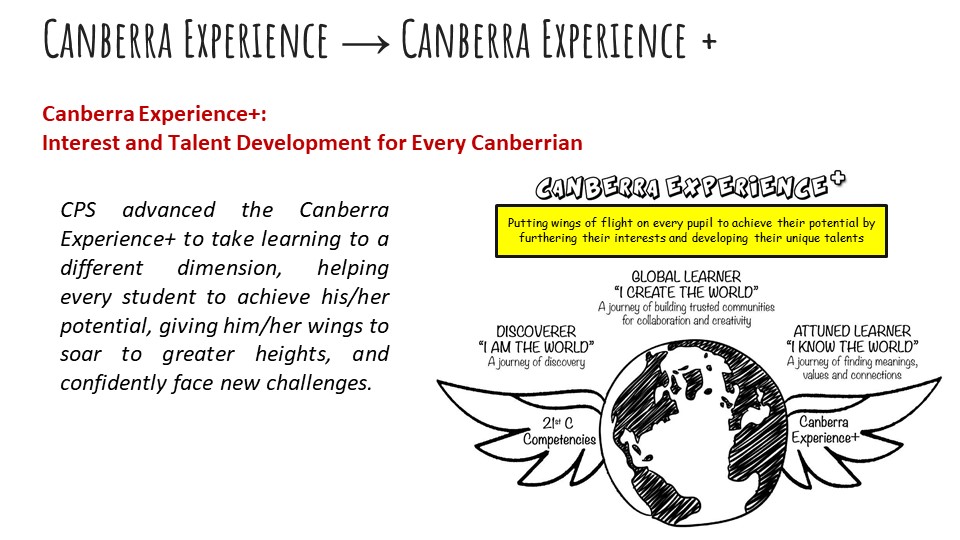 CANBERRA EXPERIENCE → CANBERRA EXPERIENCE +
Canberra Experience+:
Interest and Talent Development for Every Canberrian
CPS advanced the Canberra
Experience+ to take learning to a
different dimension, helping
every student to achieve his/her
potential, giving him/her wings to
soar to greater heights, and
confidently face new challenges.
CANBERRA EXPERiENCE+
Putting wings of flight on every pupil to achieve their potential by
furthering their interests and developing their unique talents
GLOBAL LEARNER
“I CREATE THE WORLD”
A journey of building trusted communities
for collaboration and creativity
DISCOVERER
“I AM THE WORLD”
A journey of discovery
ATTUNED LEARNER
“I KNOW THE WORLD”
A journey of finding meanings,
values and connections
21st C
Competencies
Canberra
Experience+